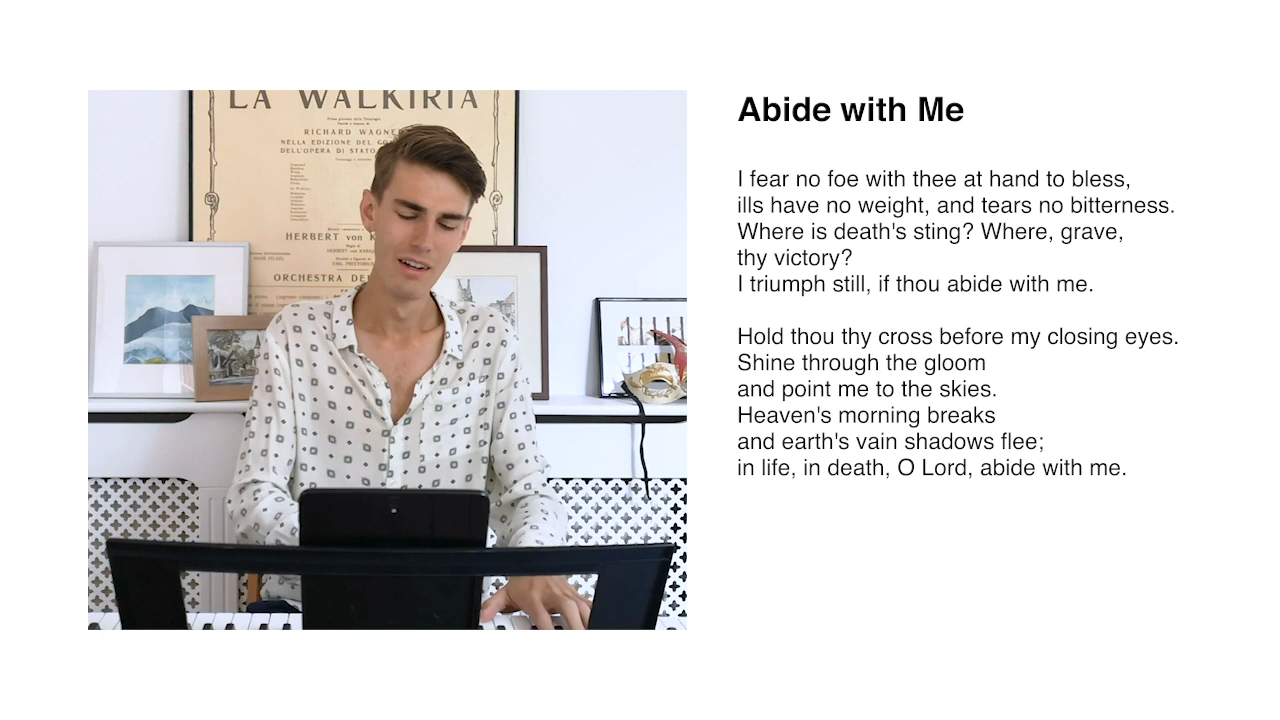 LA WALKIRIA
RICHARD WAGNE
NELLA EDIZIONE DEL GO
DELL'OPERA DI STATO
HERBERT von K
ORCHESTRA DE
Abide with Me
I fear no foe with thee at hand to bless,
ills have no weight, and tears no bitterness.
Where is death's sting? Where, grave,
thy victory?
I triumph still, if thou abide with me.
Hold thou thy cross before my closing eyes.
Shine through the gloom
and point me to the skies.
Heaven's morning breaks
and earth's vain shadows flee;
in life, in death, O Lord, abide with me.